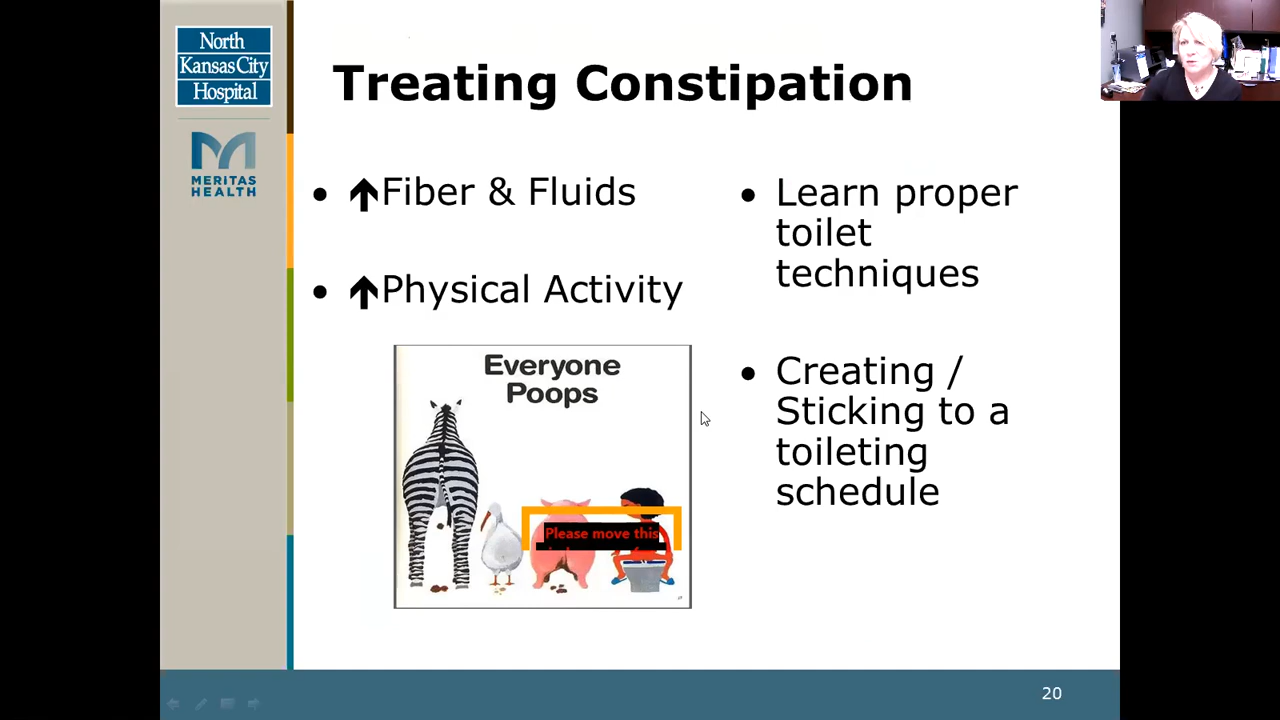 North
Kansas City
Hospital
MERITAS
HEALTH
Treating Constipation
• ↑Fiber & Fluids
• ↑Physical Activity
Everyone
Poops
Please move this
• Learn proper
toilet
techniques
• Creating /
Sticking to a
toileting
schedule
20